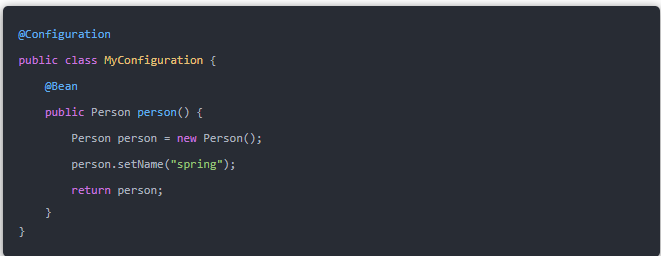 @Configuration
public class MyConfiguration {
    @Bean
    public Person person() {
        Person person = new Person();
        person.setName("spring");
        return person;
    }
}